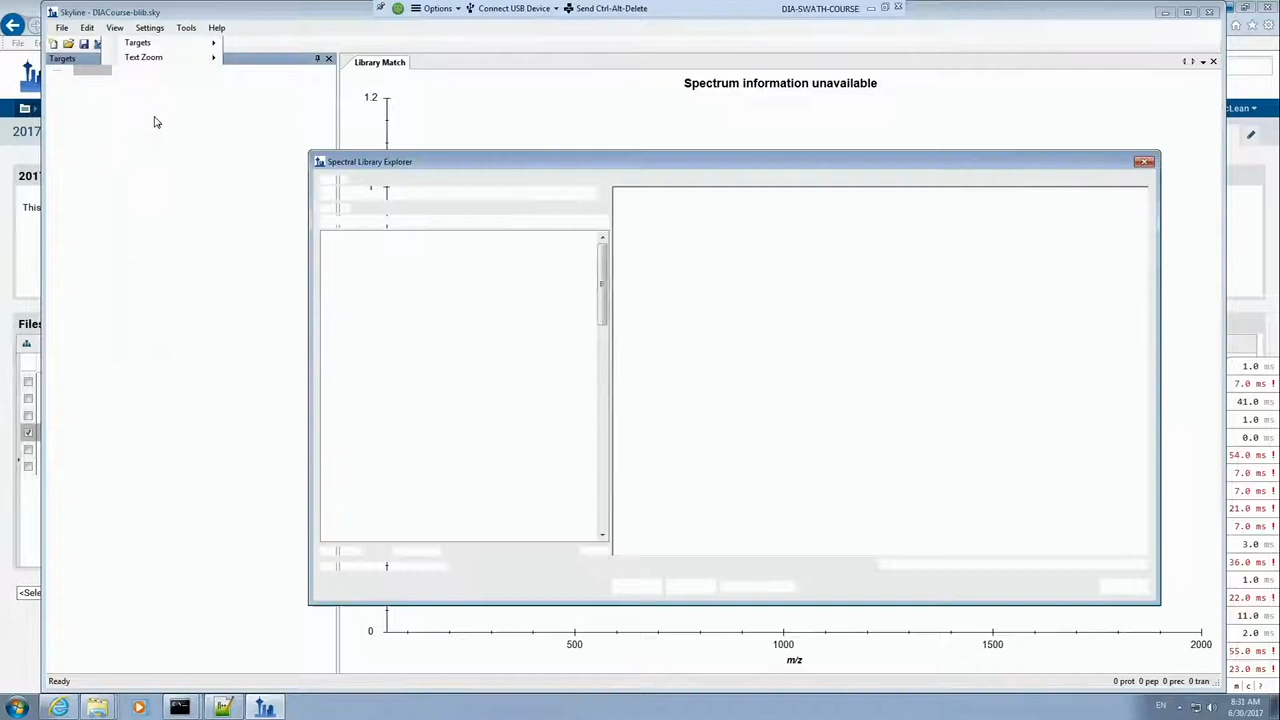 Skyline - DIACourse-blib.sky
Options
Connect USB Device
Send Ctrl-Alt-Delete
DIA-SWATH-COURSE
File Edit View Settings Tools Help
Targets
Text Zoom
Targets
Library Match
Spectrum information unavailable
1.2
1
0
500
1000
1500
2000
m/z
Spectral Library Explorer
cLean
2017
20
This
Files
<Sele
1.0 ms
7.0 ms !
41.0 ms
1.0 ms
0.0 ms
54.0 ms !
7.0 ms !
7.0 ms !
21.0 ms !
7.0 ms !
3.0 ms
36.0 ms !
1.0 ms
22.0 ms !
11.0 ms
2.0 ms
55.0 ms !
23.0 ms !
m | c | ?
Ready
0 prot 0 pep 0 prec 0 tran
EN
8:31 AM
6/30/2017